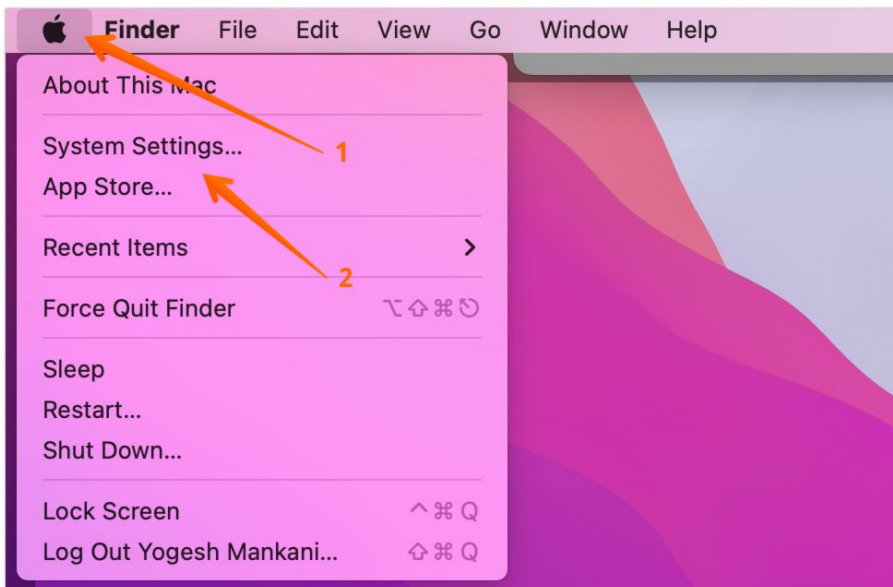 Finder File Edit View Go Window Help
About This Mac
System Settings...
1
App Store...
Recent Items
2
Force Quit Finder ⌥⇧⌘⎋
Sleep
Restart...
Shut Down...
Lock Screen ^⌘Q
Log Out Yogesh Mankani... ⇧⌘Q